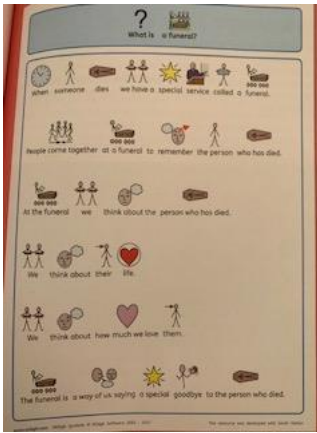 What is a funeral?
When someone dies we have a special service called a funeral.
People come together at a funeral to remember the person who has died.
At the funeral we think about the person who has died.
We think about their life.
We think about how much we love them.
The funeral is a way of us saying a special goodbye to the person who died.